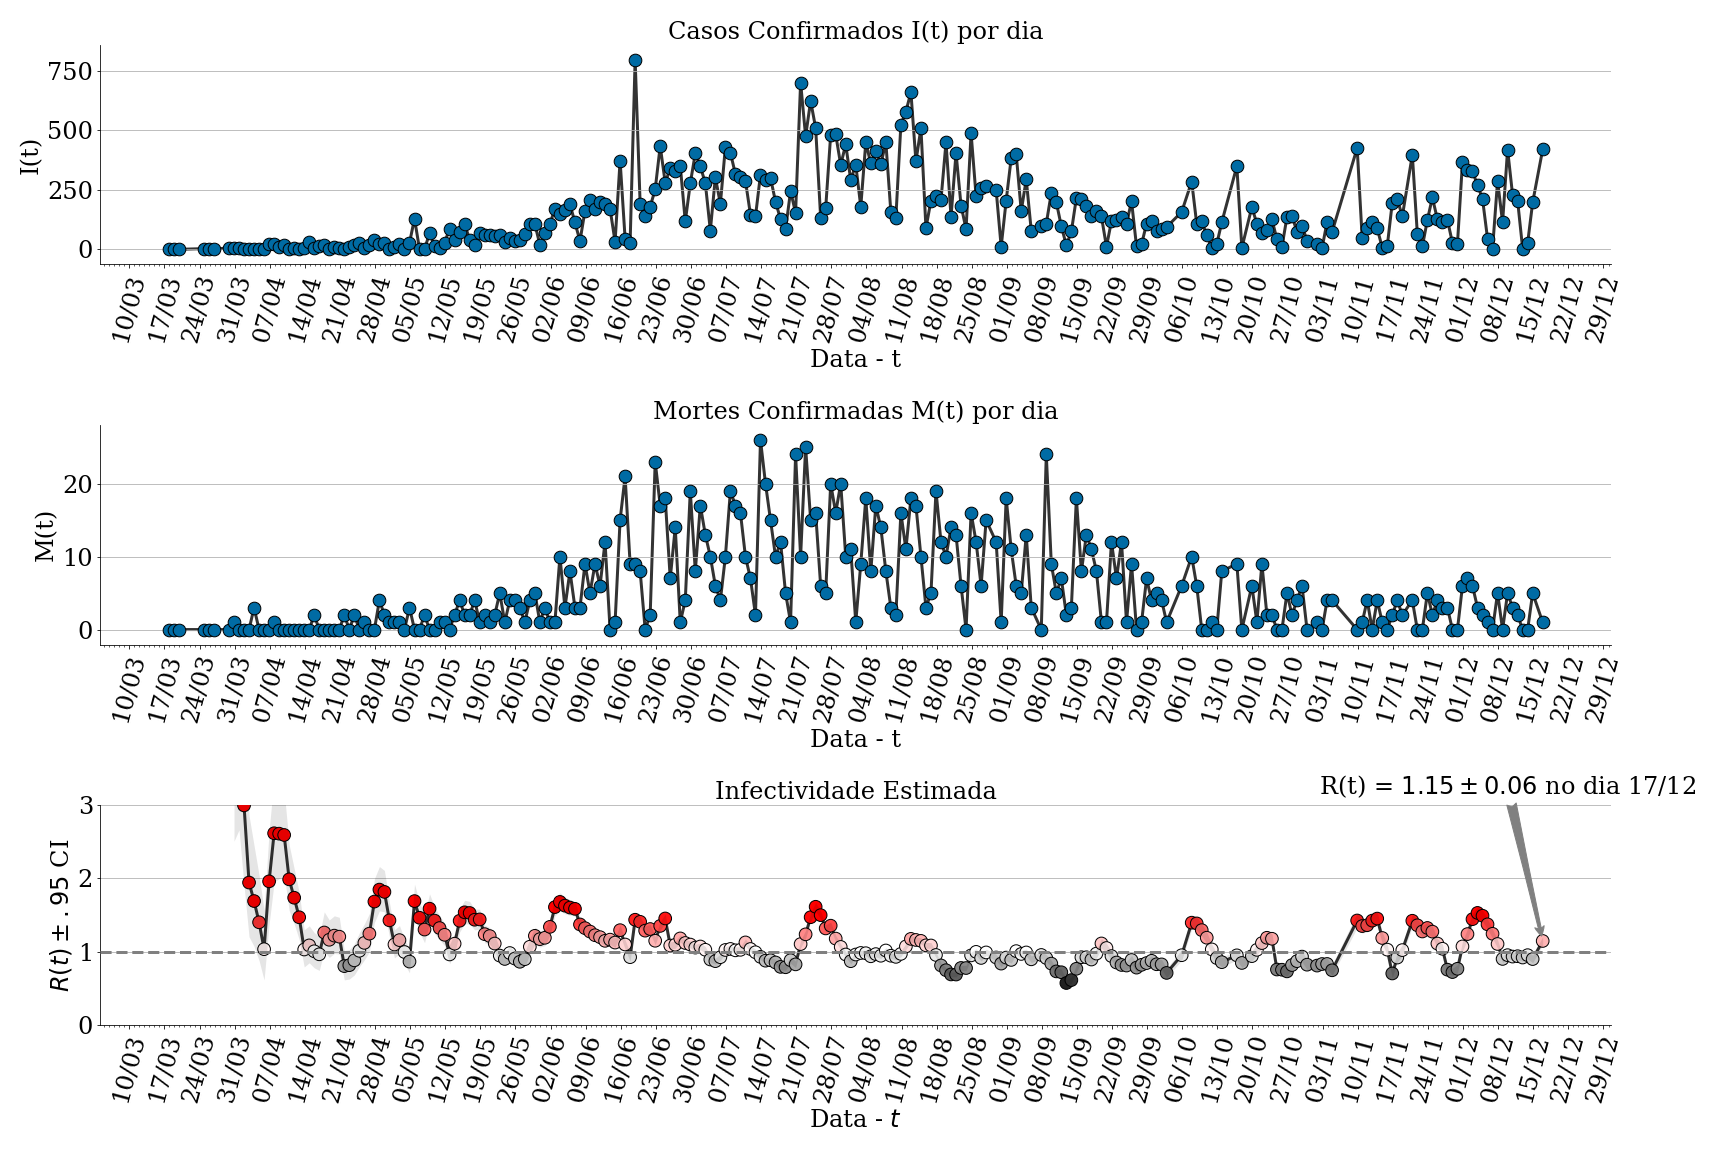 Casos Confirmados I(t) por dia
750
500
250
0
I(t)
10/03 17/03 24/03 31/03 07/04 14/04 21/04 28/04 05/05 12/05 19/05 26/05 02/06 09/06 16/06 23/06 30/06 07/07 14/07 21/07 28/07 04/08 11/08 18/08 25/08 01/09 08/09 15/09 22/09 29/09 06/10 13/10 20/10 27/10 03/11 10/11 17/11 24/11 01/12 08/12 15/12 22/12 29/12
Data - t
Mortes Confirmadas M(t) por dia
20
10
0
M(t)
10/03 17/03 24/03 31/03 07/04 14/04 21/04 28/04 05/05 12/05 19/05 26/05 02/06 09/06 16/06 23/06 30/06 07/07 14/07 21/07 28/07 04/08 11/08 18/08 25/08 01/09 08/09 15/09 22/09 29/09 06/10 13/10 20/10 27/10 03/11 10/11 17/11 24/11 01/12 08/12 15/12 22/12 29/12
Data - t
Infectividade Estimada
R(t) = 1.15 ± 0.06 no dia 17/12
3
2
1
0
R(t) ± .95 CI
10/03 17/03 24/03 31/03 07/04 14/04 21/04 28/04 05/05 12/05 19/05 26/05 02/06 09/06 16/06 23/06 30/06 07/07 14/07 21/07 28/07 04/08 11/08 18/08 25/08 01/09 08/09 15/09 22/09 29/09 06/10 13/10 20/10 27/10 03/11 10/11 17/11 24/11 01/12 08/12 15/12 22/12 29/12
Data - t